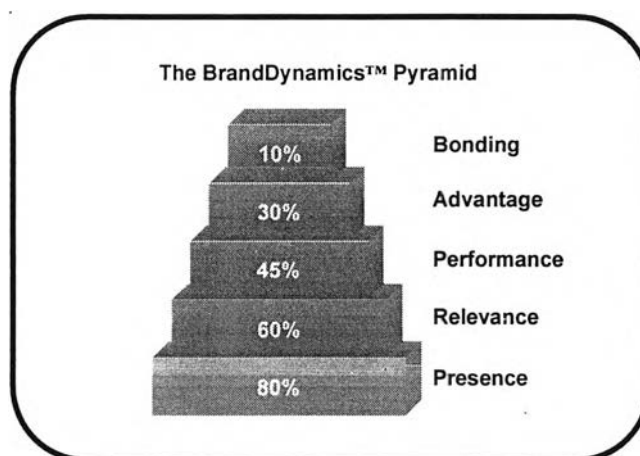 The BrandDynamics™ Pyramid
10% Bonding
30% Advantage
45% Performance
60% Relevance
80% Presence